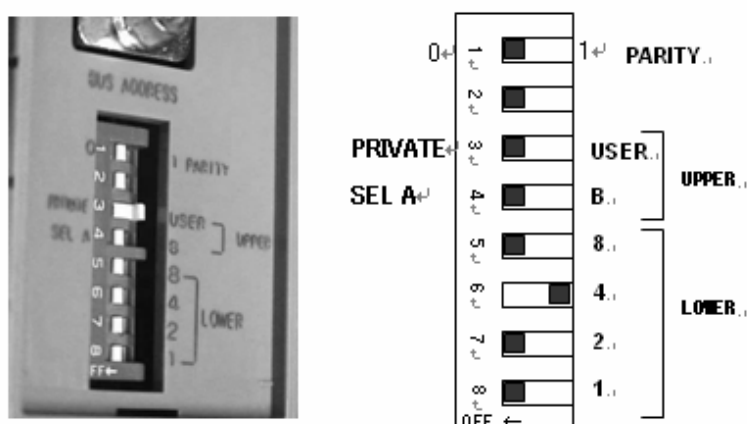 BUS ADDRESS
0 1 1 PARITY
2
PRIVATE 3 USER
SEL A 4 B UPPER
5 8
6 4 LOWER
7 2
8 1
FF←
0↵ 1 1↵ PARITY
2
PRIVATE↵ 3 USER
UPPER
SEL A↵ 4 B
5 8
6 4
LOWER
7 2
8 1
OFF ←